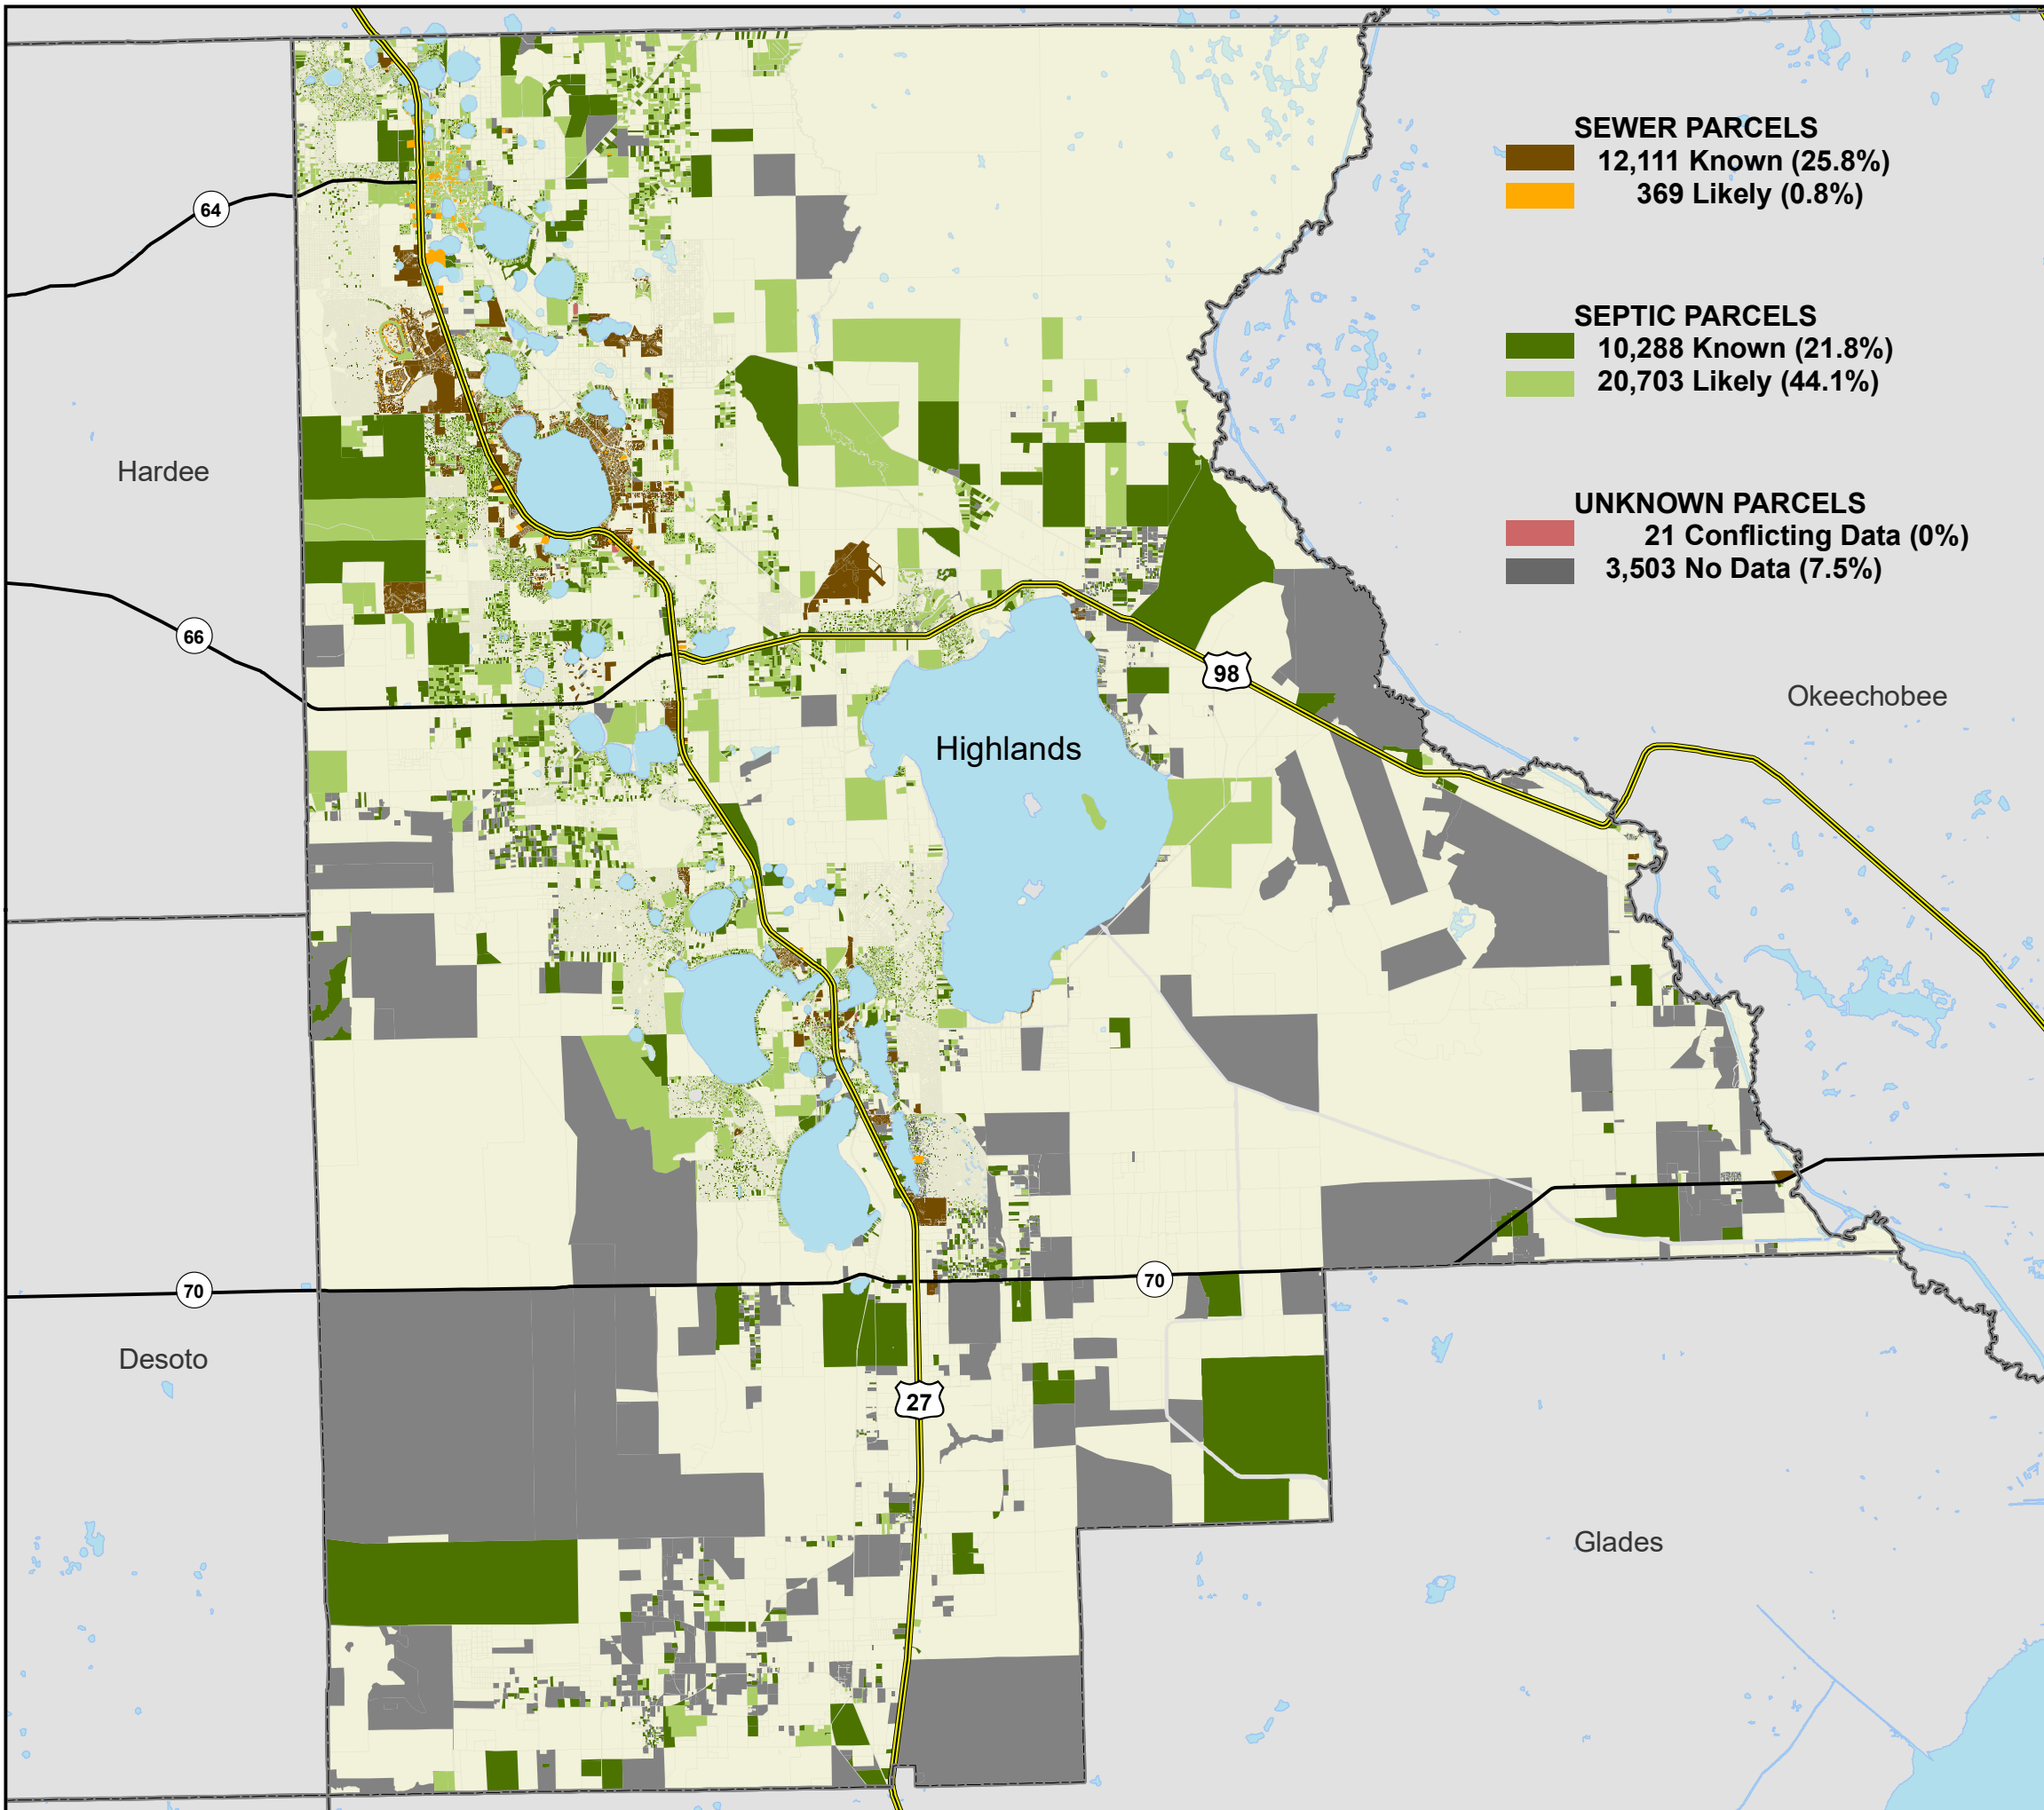 SEWER PARCELS
12,111 Known (25.8%)
369 Likely (0.8%)
SEPTIC PARCELS
10,288 Known (21.8%)
20,703 Likely (44.1%)
UNKNOWN PARCELS
21 Conflicting Data (0%)
3,503 No Data (7.5%)
64
Hardee
66
98
Okeechobee
Highlands
70
70
Desoto
27
Glades